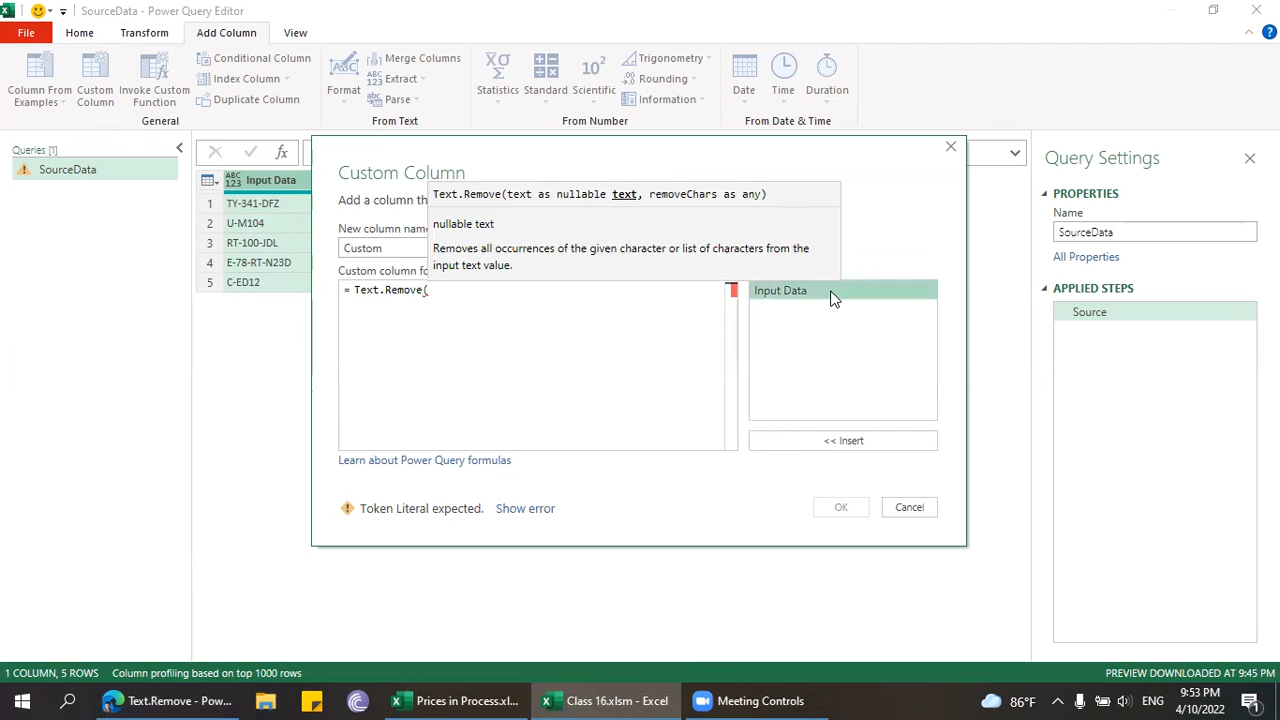 SourceData - Power Query Editor
File
Home
Transform
Add Column
View
Column From Examples
Custom Column
Invoke Custom Function
Conditional Column
Index Column
Duplicate Column
General
Format
Merge Columns
Extract
Parse
From Text
Statistics
Standard
Scientific
Trigonometry
Rounding
Information
From Number
Date
Time
Duration
From Date & Time
Queries [1]
SourceData
fx
ABC 123 Input Data
1 TY-341-DFZ
2 U-M104
3 RT-100-JDL
4 E-78-RT-N23D
5 C-ED12
Custom Column
Add a column th
New column name
Custom
Custom column fo
Text.Remove(text as nullable text, removeChars as any)
nullable text
Removes all occurrences of the given character or list of characters from the
input text value.
= Text.Remove(
Input Data
<< Insert
Learn about Power Query formulas
Token Literal expected. Show error
OK
Cancel
Query Settings
PROPERTIES
Name
SourceData
All Properties
APPLIED STEPS
Source
1 COLUMN, 5 ROWS
Column profiling based on top 1000 rows
PREVIEW DOWNLOADED AT 9:45 PM
Text.Remove - Pow...
Prices in Process.xl...
Class 16.xlsm - Excel
Meeting Controls
86°F
ENG
9:53 PM
4/10/2022